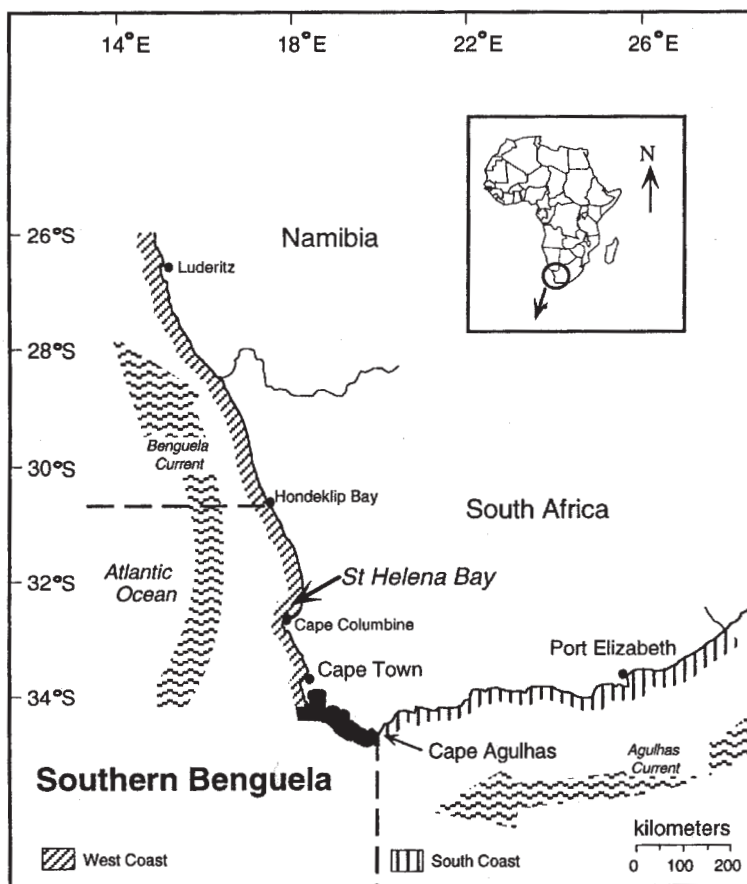 14°E
18°E
22°E
26°E
N
26°S
Namibia
Luderitz
28°S
Benguela
Current
30°S
Hondeklip Bay
South Africa
Atlantic
Ocean
32°S
St Helena Bay
Cape Columbine
Port Elizabeth
Cape Town
34°S
Cape Agulhas
Agulhas
Current
Southern Benguela
kilometers
0 100 200
West Coast
South Coast